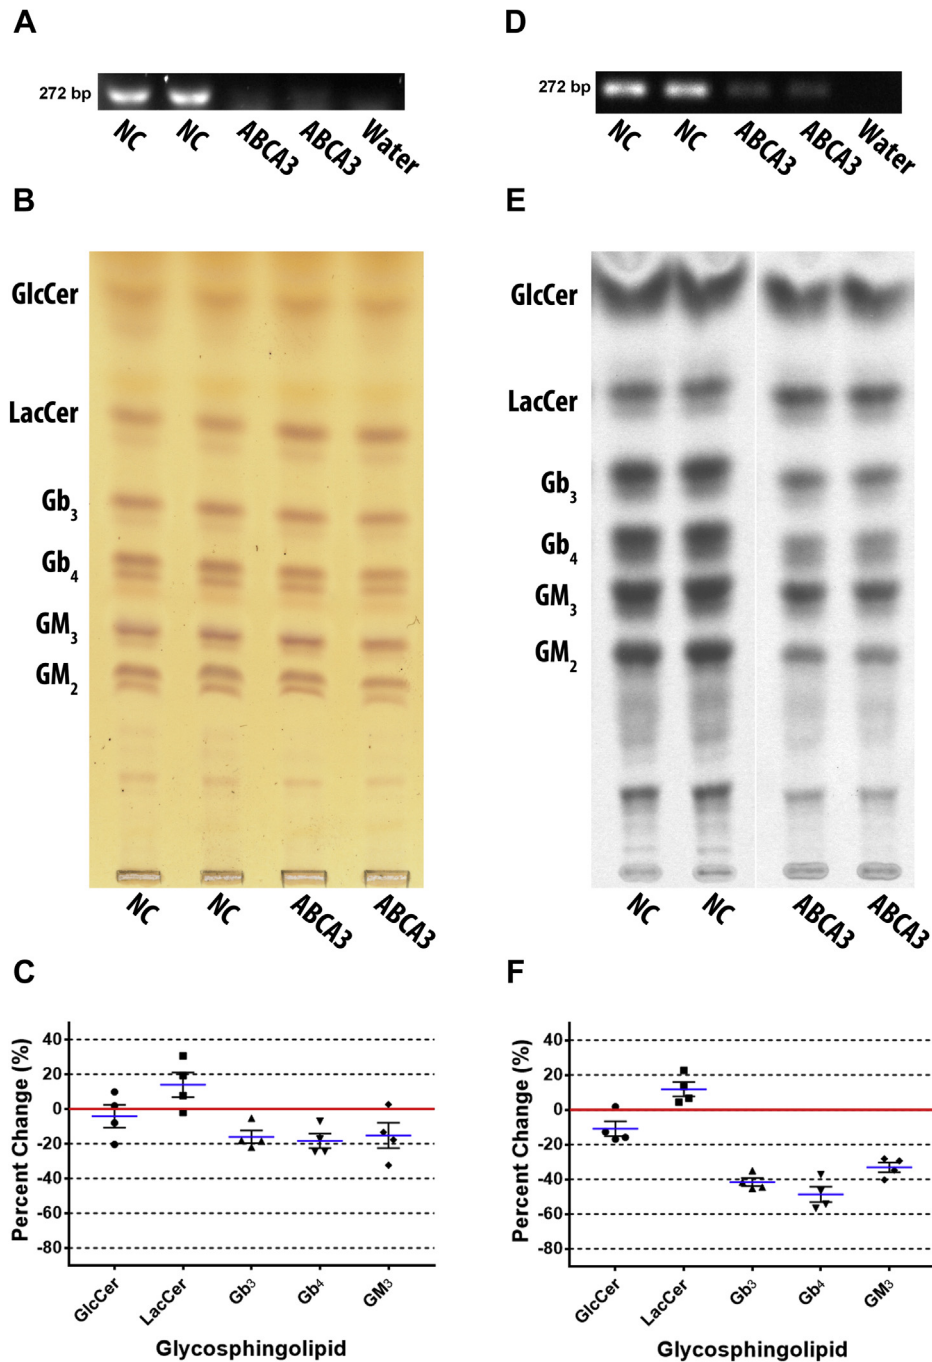 A
272 bp
NC NC ABCA3 ABCA3 Water
B
GlcCer
LacCer
Gb3
Gb4
GM3
GM2
NC NC ABCA3 ABCA3
C
Percent Change (%)
40
20
0
-20
-40
-60
-80
GlcCer LacCer Gb3 Gb4 GM3
Glycosphingolipid
D
272 bp
NC NC ABCA3 ABCA3 Water
E
GlcCer
LacCer
Gb3
Gb4
GM3
GM2
NC NC ABCA3 ABCA3
F
Percent Change (%)
40
20
0
-20
-40
-60
-80
GlcCer LacCer Gb3 Gb4 GM3
Glycosphingolipid